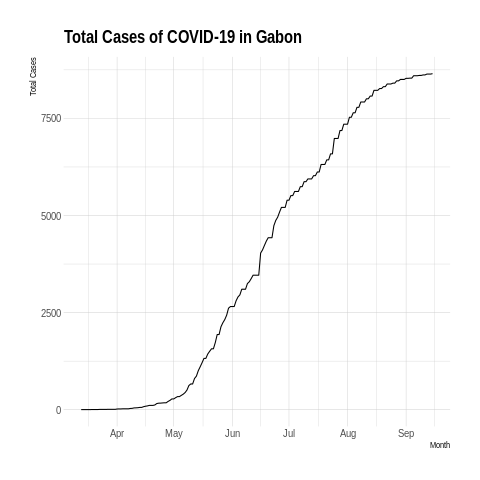 Total Cases of COVID-19 in Gabon
Total Cases
7500
5000
2500
0
Apr May Jun Jul Aug Sep
Month